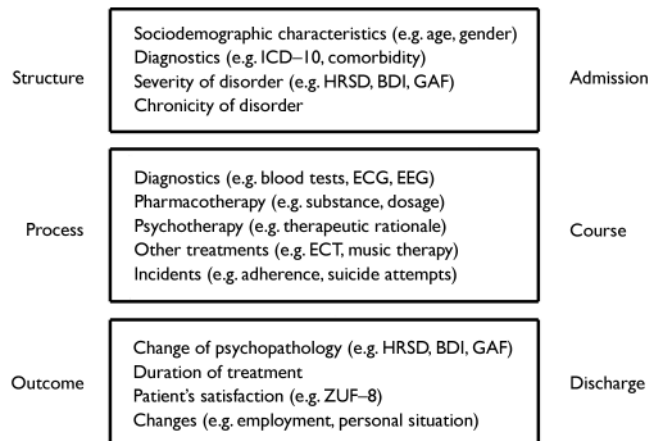 Sociodemographic characteristics (e.g. age, gender)
Diagnostics (e.g. ICD–10, comorbidity)
Structure
Severity of disorder (e.g. HRSD, BDI, GAF)
Admission
Chronicity of disorder
Diagnostics (e.g. blood tests, ECG, EEG)
Pharmacotherapy (e.g. substance, dosage)
Process
Psychotherapy (e.g. therapeutic rationale)
Course
Other treatments (e.g. ECT, music therapy)
Incidents (e.g. adherence, suicide attempts)
Change of psychopathology (e.g. HRSD, BDI, GAF)
Duration of treatment
Outcome
Patient's satisfaction (e.g. ZUF–8)
Discharge
Changes (e.g. employment, personal situation)